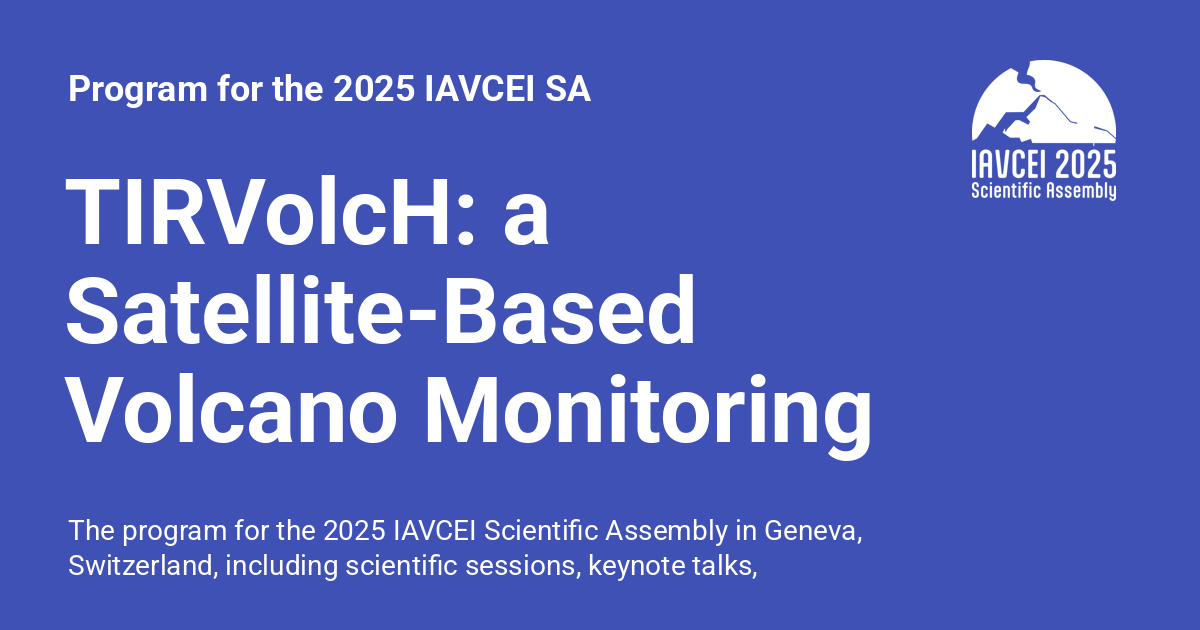 Program for the 2025 IAVCEI SA
IAVCEI 2025
Scientific Assembly
TIRVolcH: a
Satellite-Based
Volcano Monitoring
The program for the 2025 IAVCEI Scientific Assembly in Geneva,
Switzerland, including scientific sessions, keynote talks,